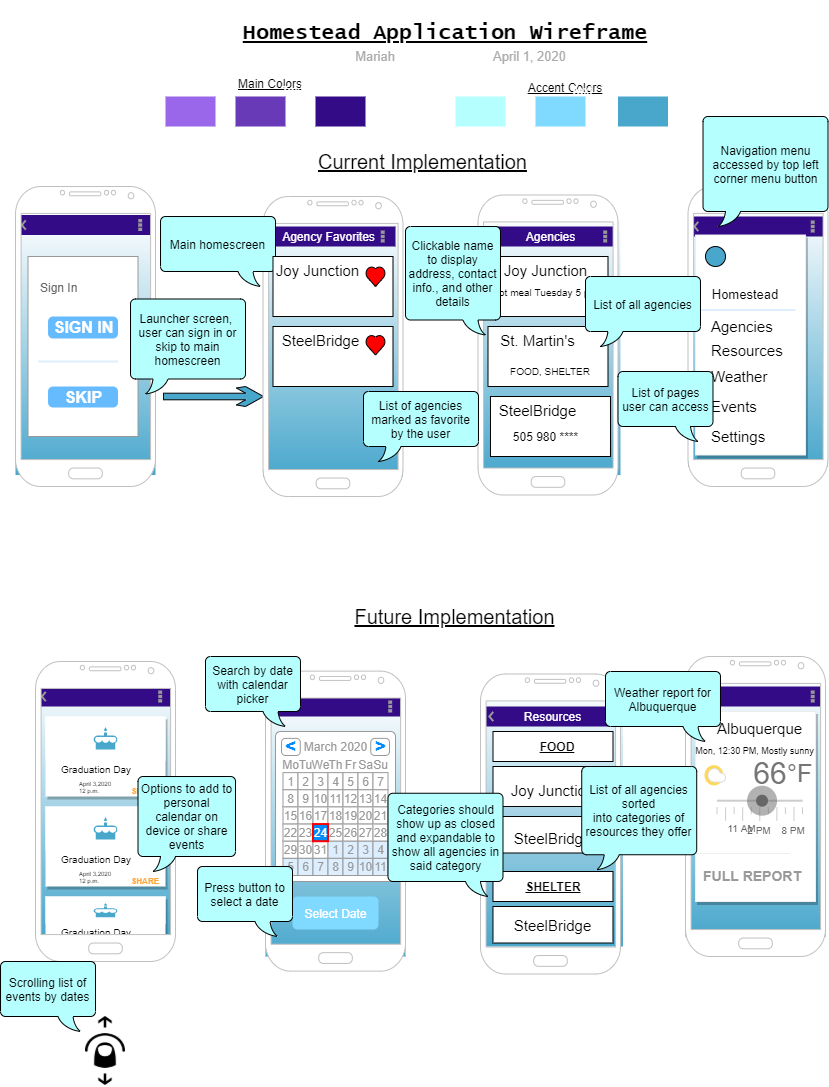 Homestead Application Wireframe
Mariah April 1, 2020
Main Colors
Accent Colors
Current Implementation
Navigation menu
accessed by top left
corner menu button
Sign In
SIGN IN
SKIP
Launcher screen,
user can sign in or
skip to main
homescreen
Main homescreen
Agency Favorites
Joy Junction
SteelBridge
List of agencies
marked as favorite
by the user
Clickable name
to display
address, contact
info., and other
details
Agencies
Joy Junction
meal Tuesday 5
St. Martin's
FOOD, SHELTER
SteelBridge
505 980 ****
List of all agencies
Homestead
Agencies
Resources
Weather
Events
Settings
List of pages
user can access
Future Implementation
Graduation Day
April 3,2020
12 p.m.
Graduation Day
April 3,2020
12 p.m.
SHARE
Graduation Day
Options to add to
personal
calendar on
device or share
events
Scrolling list of
events by dates
Search by date
with calendar
picker
< March 2020 >
Mo Tu We Th Fr Sa Su
1 2 3 4 5 6 7
8 9 10 11 12 13 14
15 16 17 18 19 20 21
22 23 24 25 26 27 28
29 30 31 1 2 3 4
5 6 7 8 9 10 11
Select Date
Press button to
select a date
Resources
FOOD
Joy
SteelBridge
SHELTER
SteelBridge
Categories should
show up as closed
and expandable to
show all agencies in
said category
List of all agencies
sorted
into categories of
resources they offer
Weather report for
Albuquerque
Albuquerque
Mon, 12:30 PM, Mostly sunny
66°F
11 AM PM 8 PM
FULL REPORT